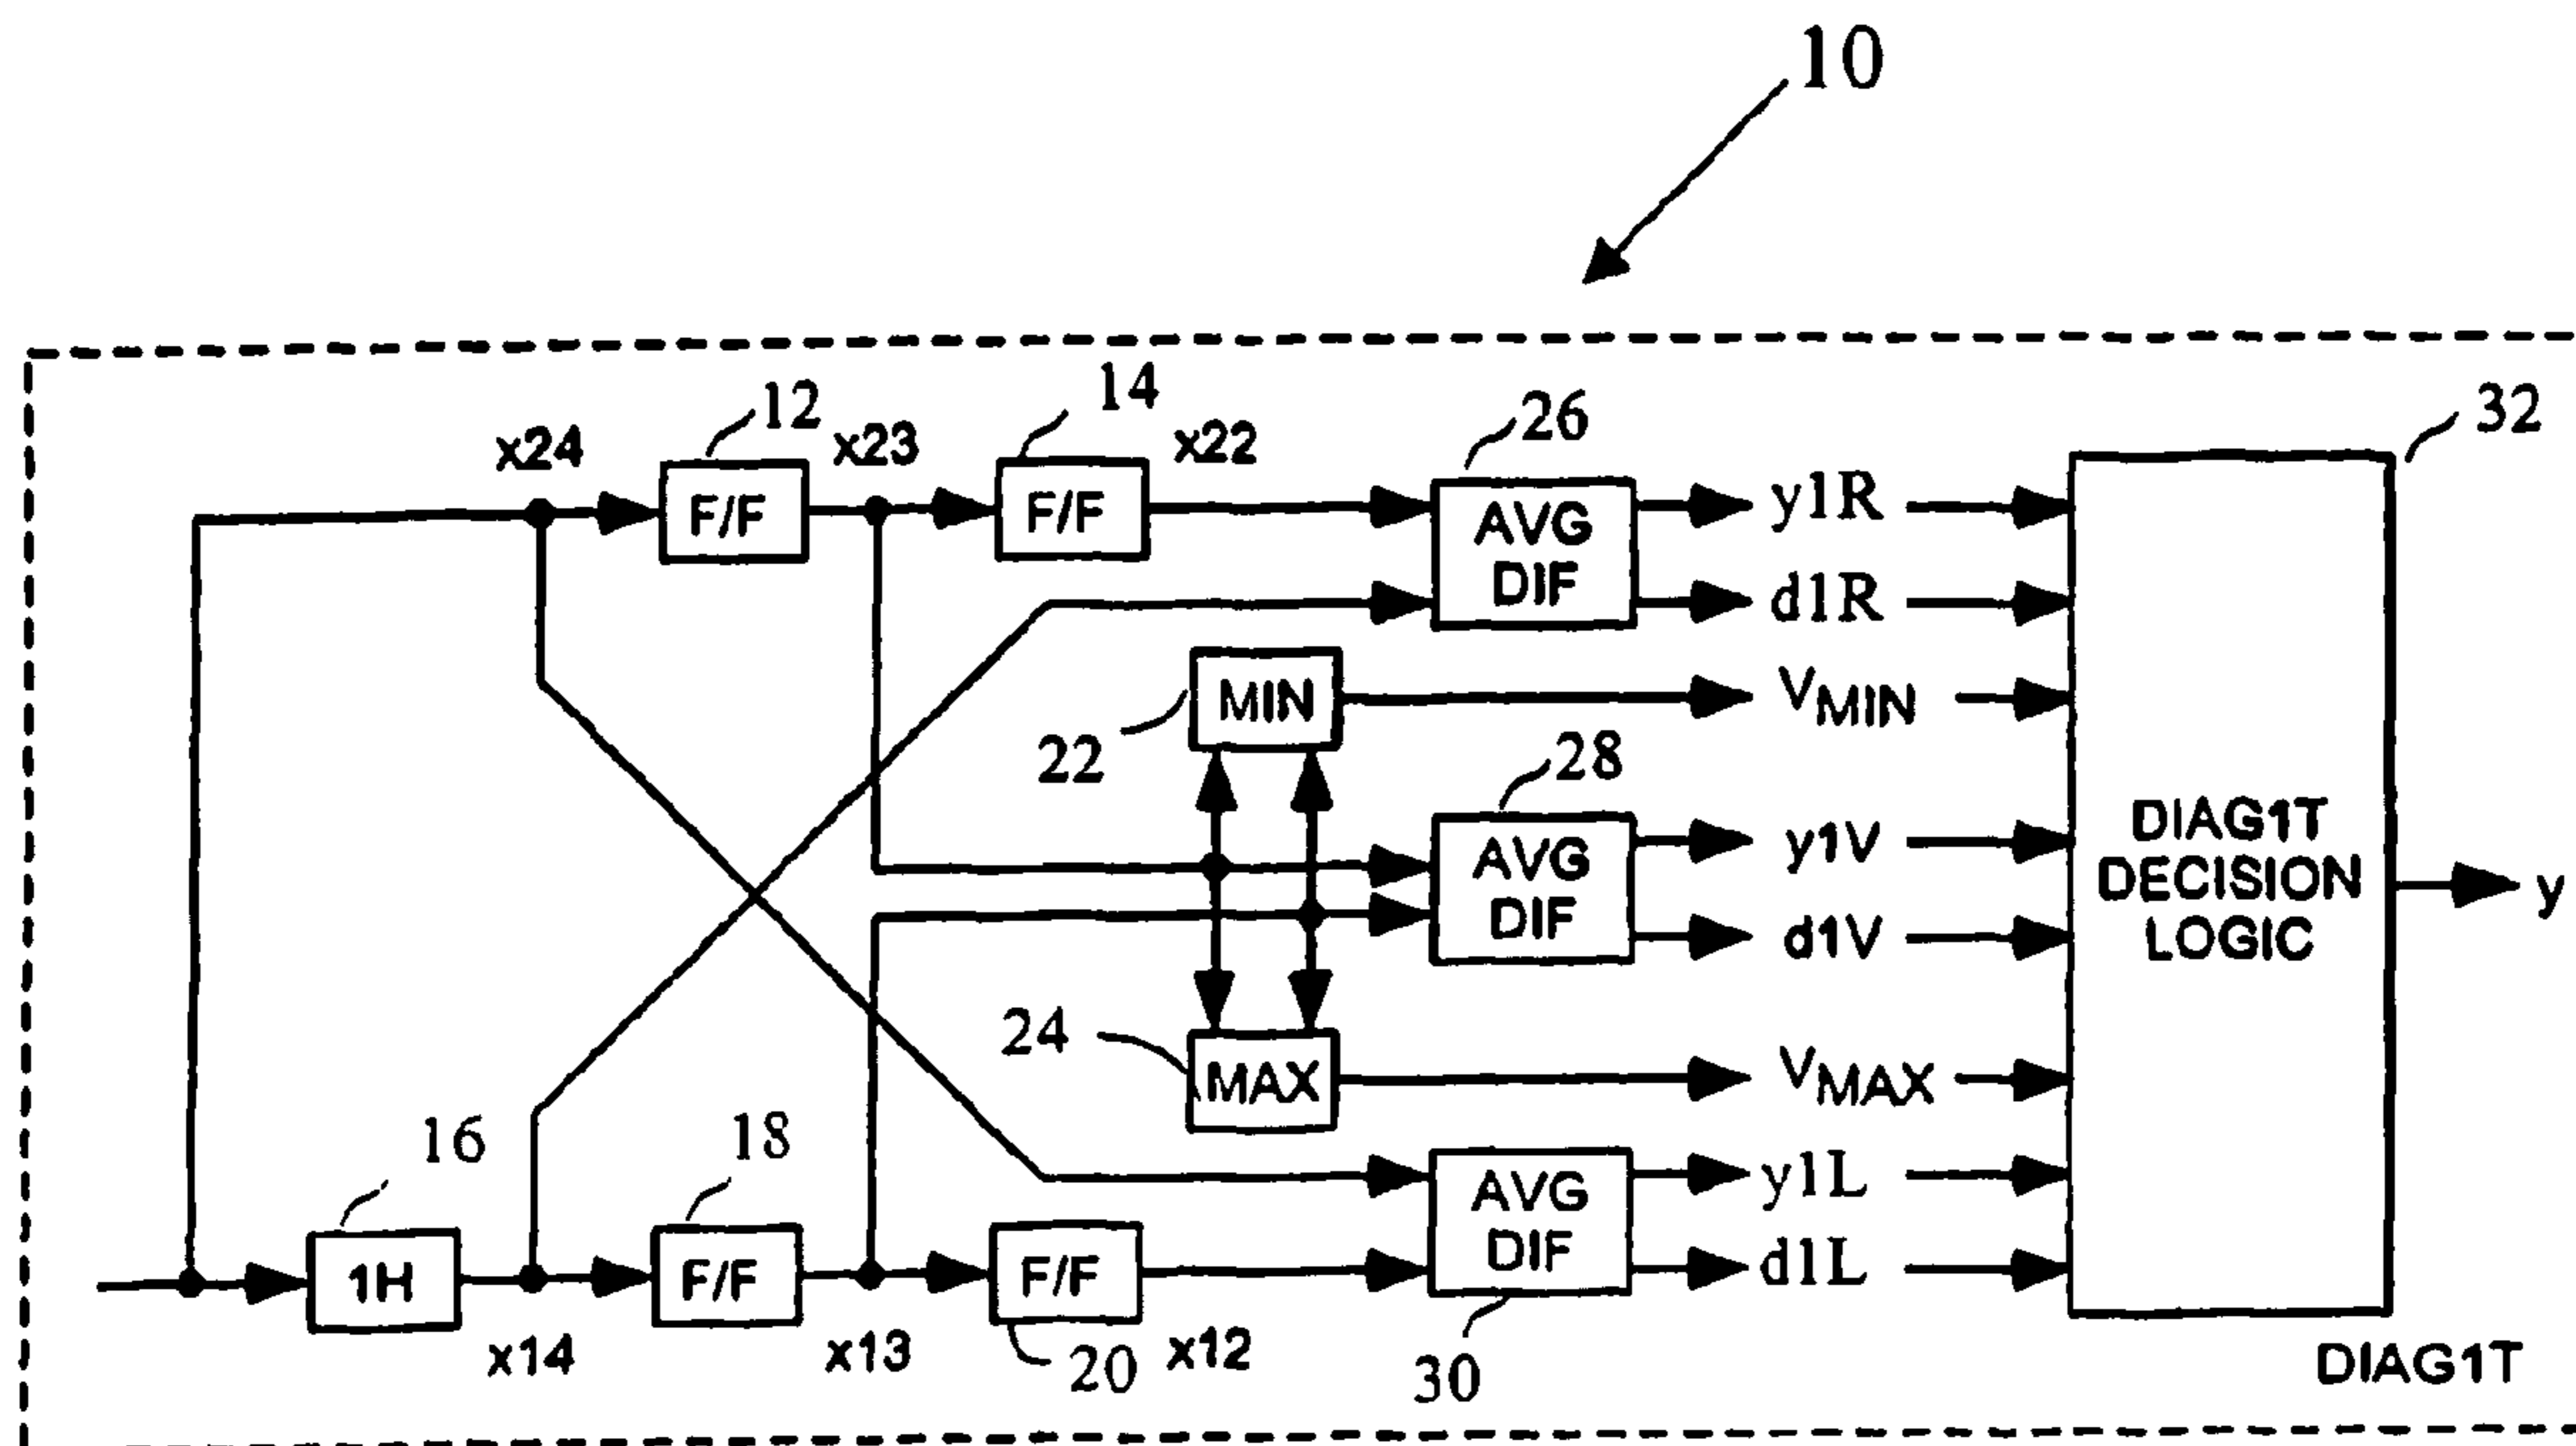 10
12
14
26
32
x24
x23
x22
F/F
F/F
AVG
DIF
y1R
d1R
MIN
22
VMIN
28
AVG
DIF
y1V
d1V
DIAG1T
DECISION
LOGIC
y
24
MAX
VMAX
16
18
1H
F/F
F/F
AVG
DIF
y1L
d1L
x14
x13
20
x12
30
DIAG1T